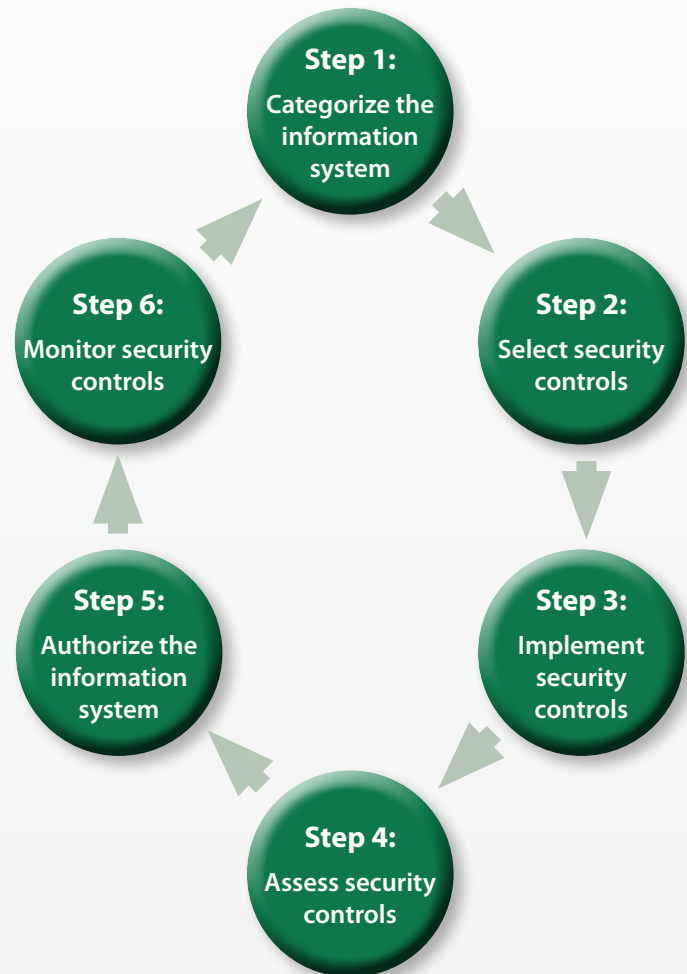 Step 1:
Categorize the
information
system
Step 2:
Select security
controls
Step 3:
Implement
security
controls
Step 4:
Assess security
controls
Step 5:
Authorize the
information
system
Step 6:
Monitor security
controls